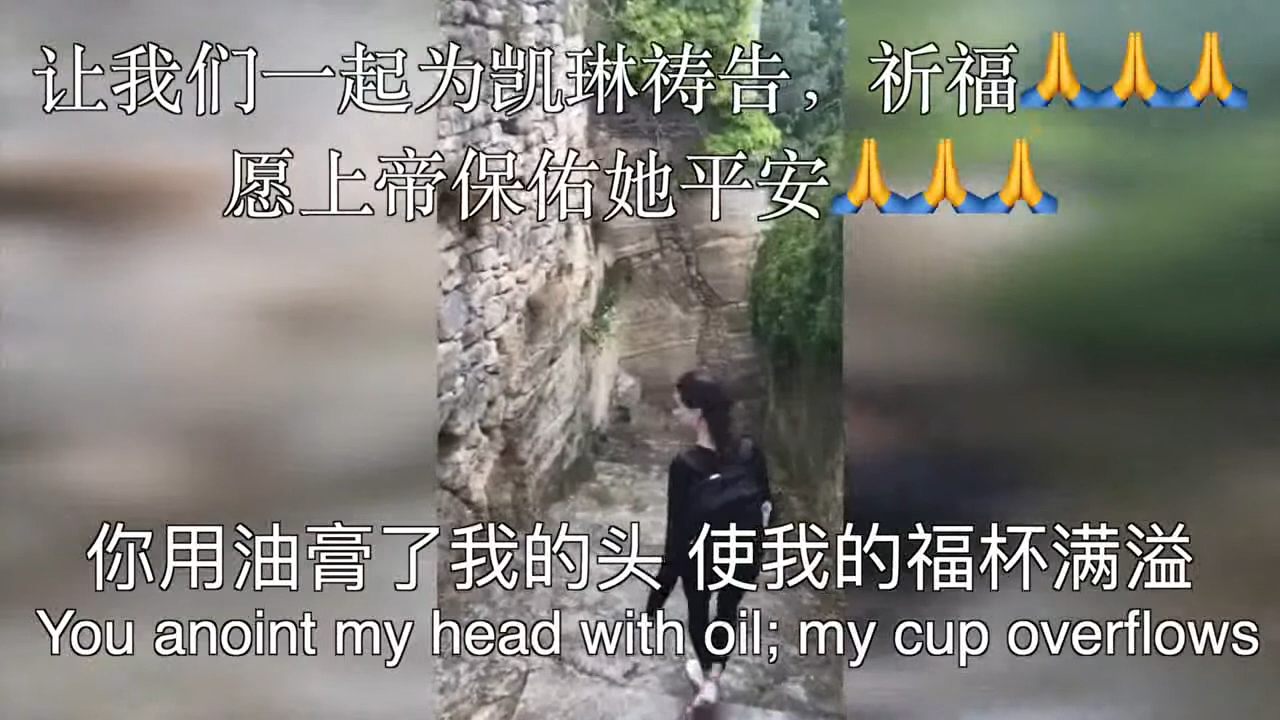 让我们一起为凯琳祷告，祈福🙏🙏🙏
愿上帝保佑她平安🙏🙏🙏
你用油膏了我的头 使我的福杯满溢
You anoint my head with oil; my cup overflows